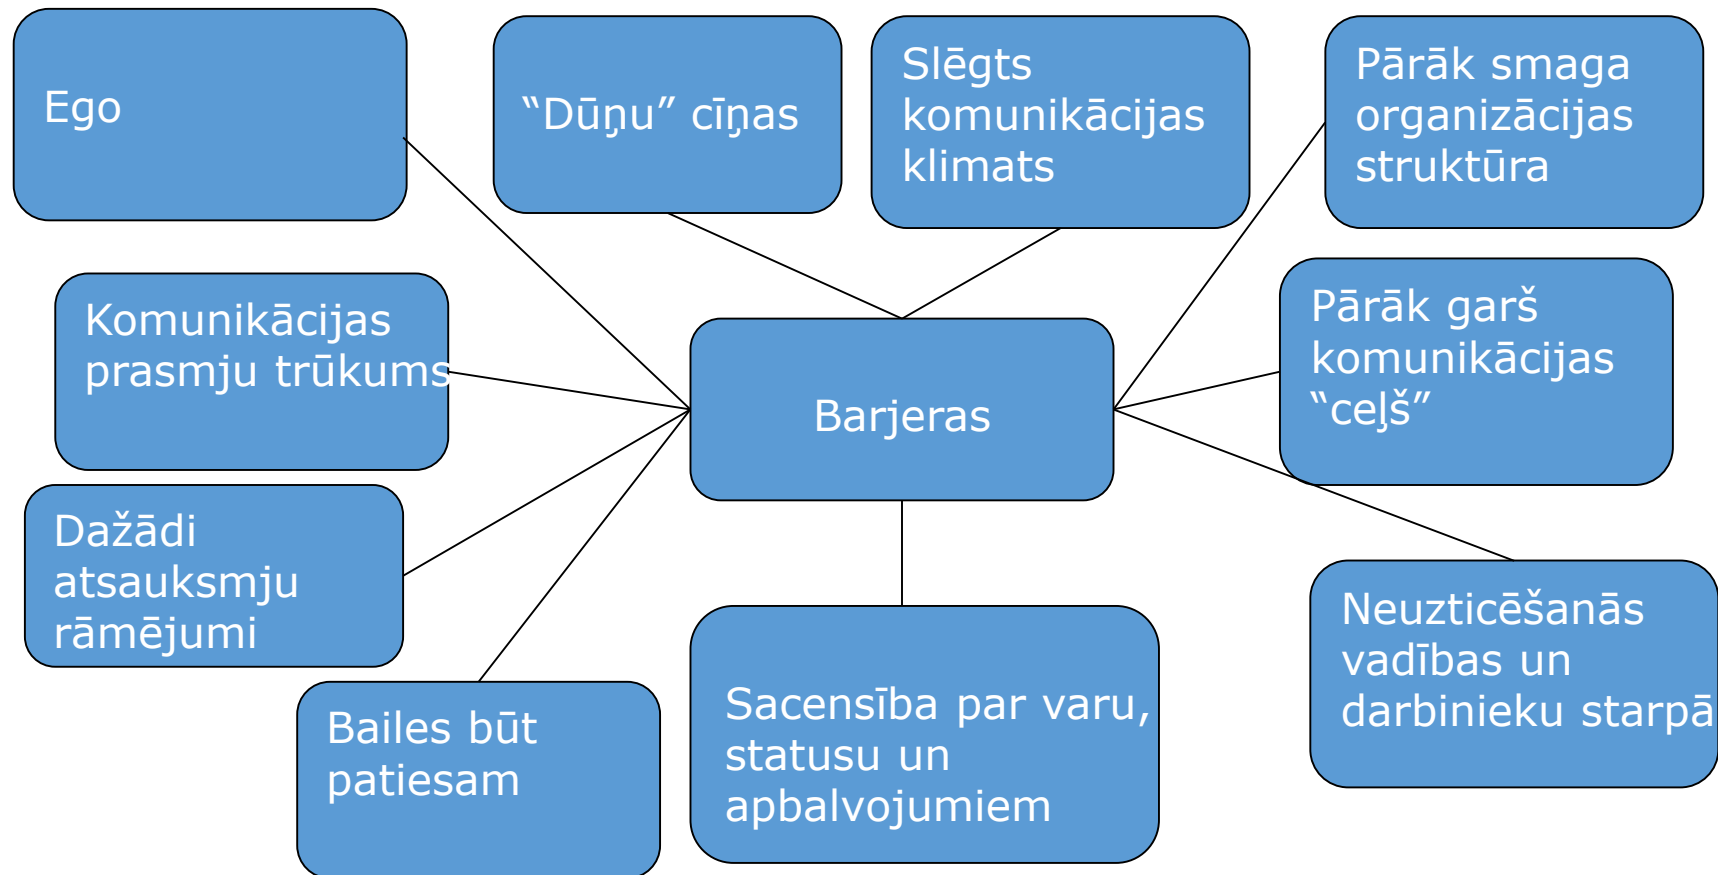 Ego
“Dūņu” cīņas
Slēgts
komunikācijas
klimats
Pārāk smaga
organizācijas
struktūra
Komunikācijas
prasmju trūkums
Barjeras
Pārāk garš
komunikācijas
“ceļš”
Dažādi
atsauksmju
rāmējumi
Bailes būt
patiesam
Sacensība par varu,
statusu un
apbalvojumiem
Neuzticēšanās
vadības un
darbinieku starpā